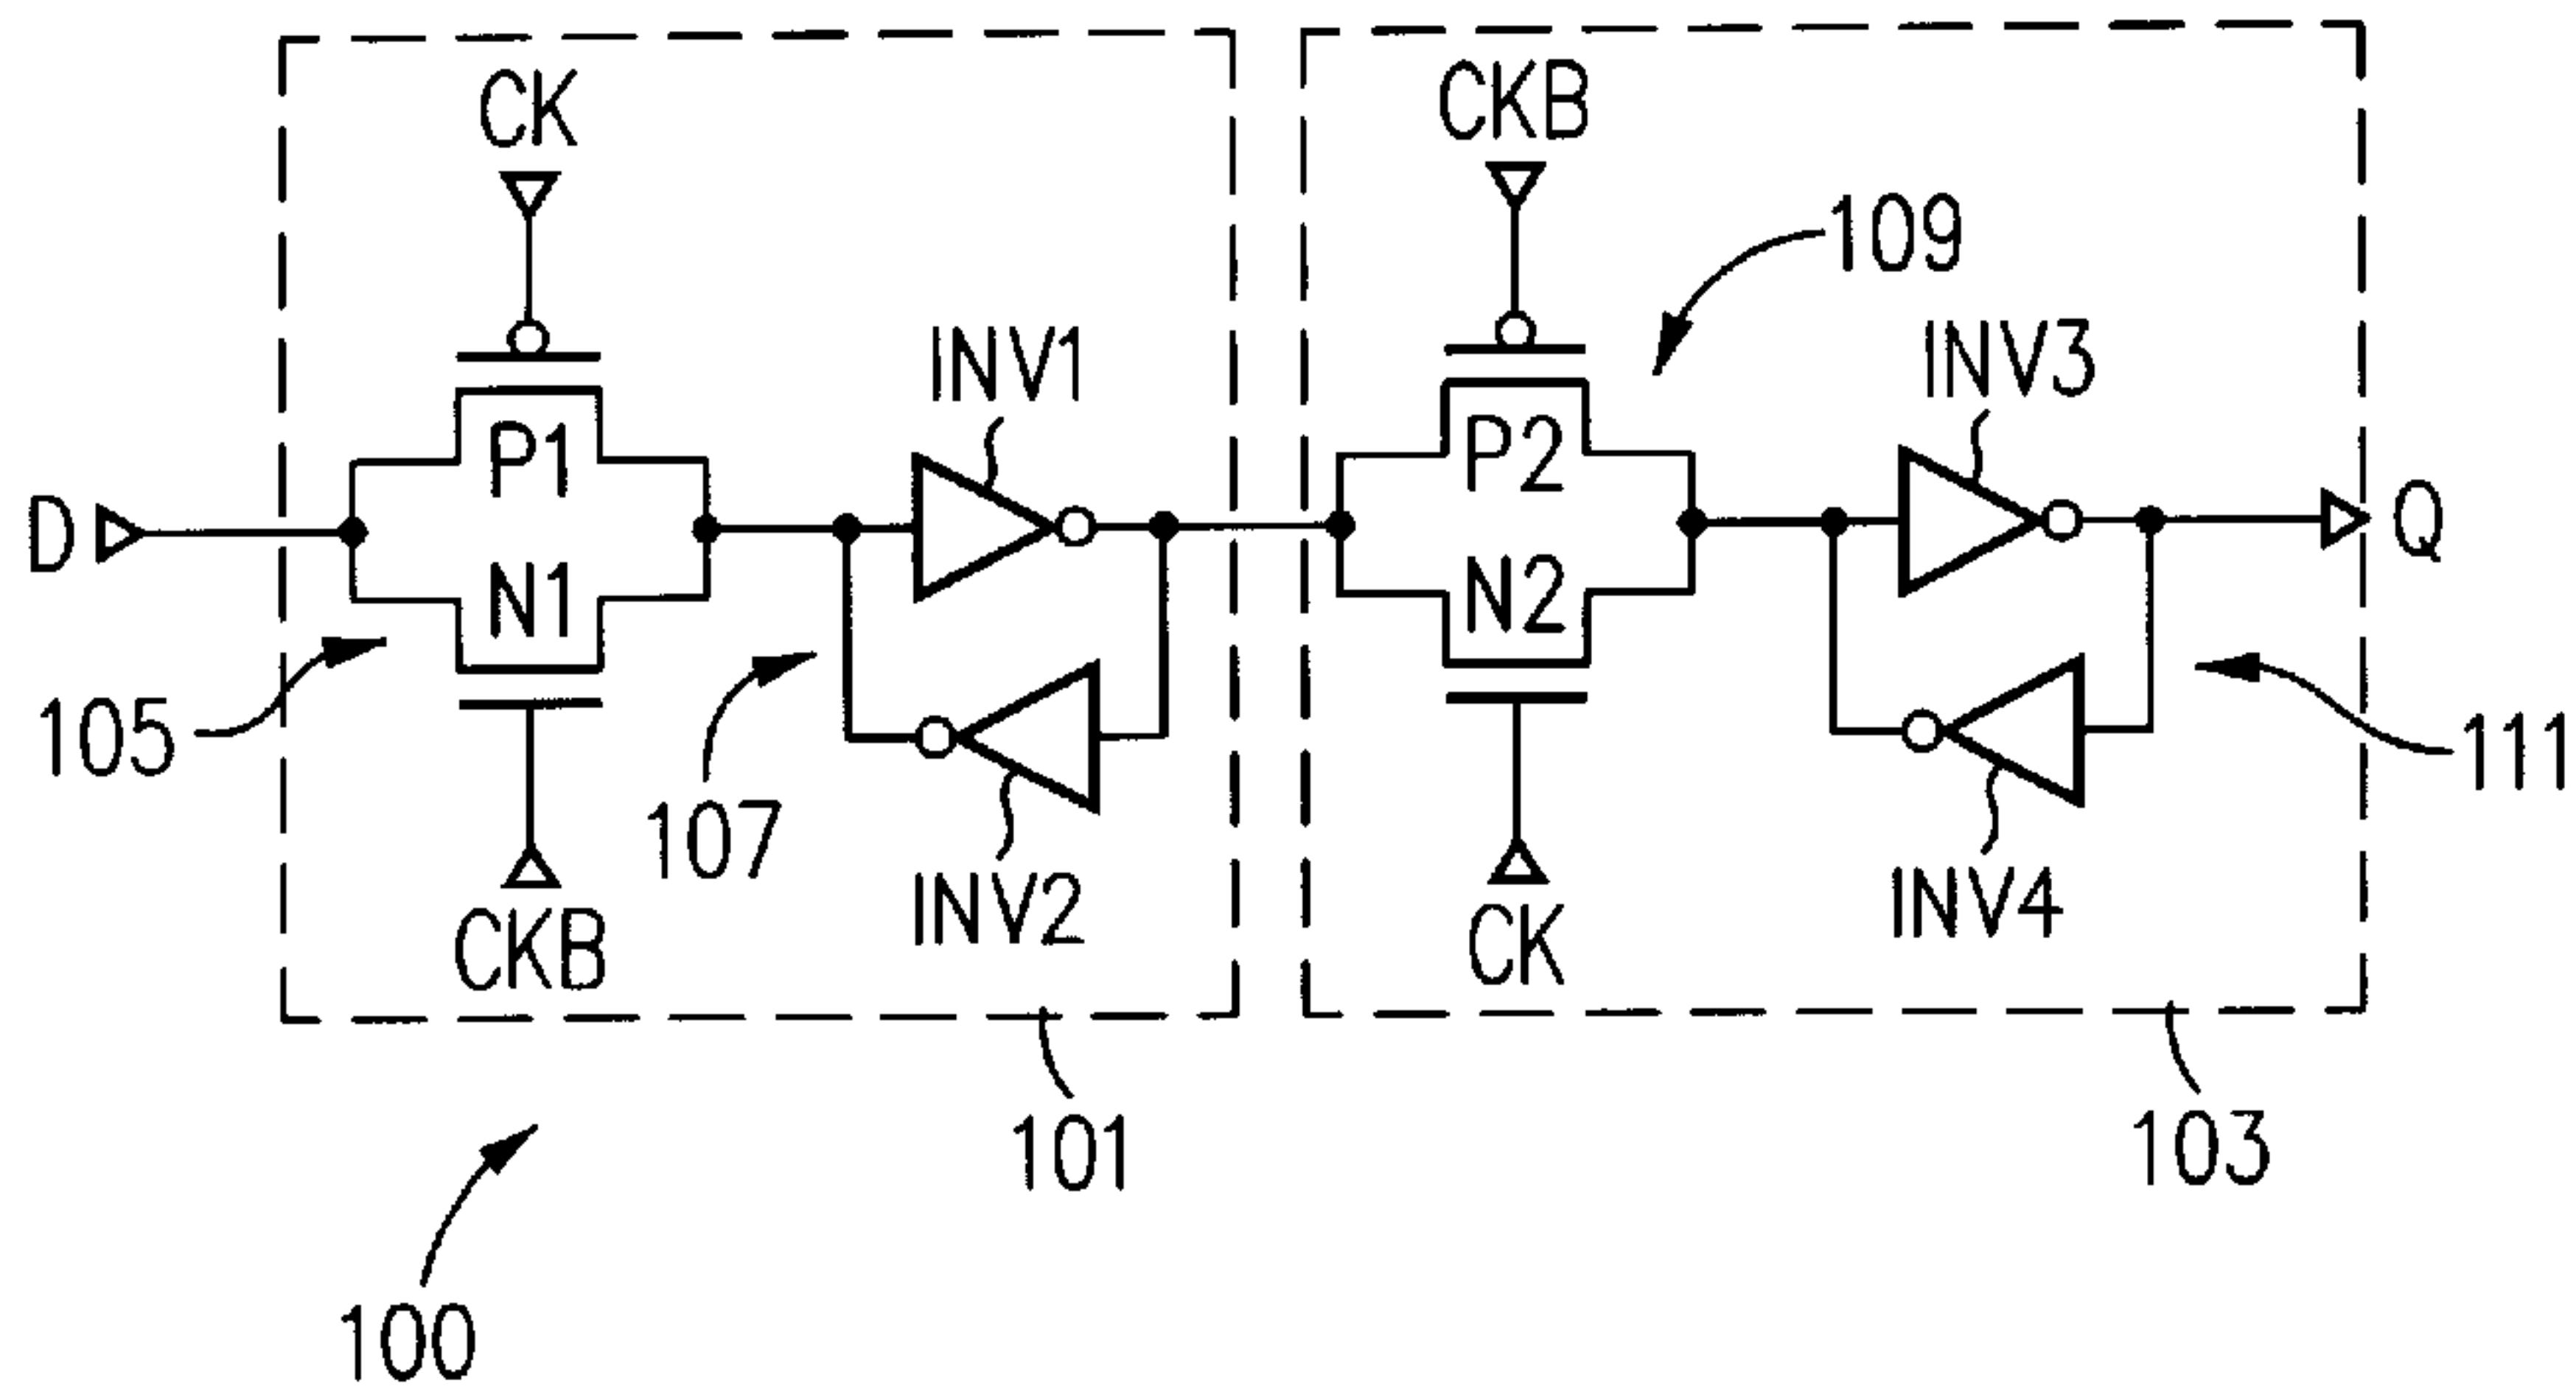 CK
CKB
109
INV1
INV3
P1
P2
D
Q
N1
N2
105
107
111
INV2
INV4
CKB
CK
101
103
100